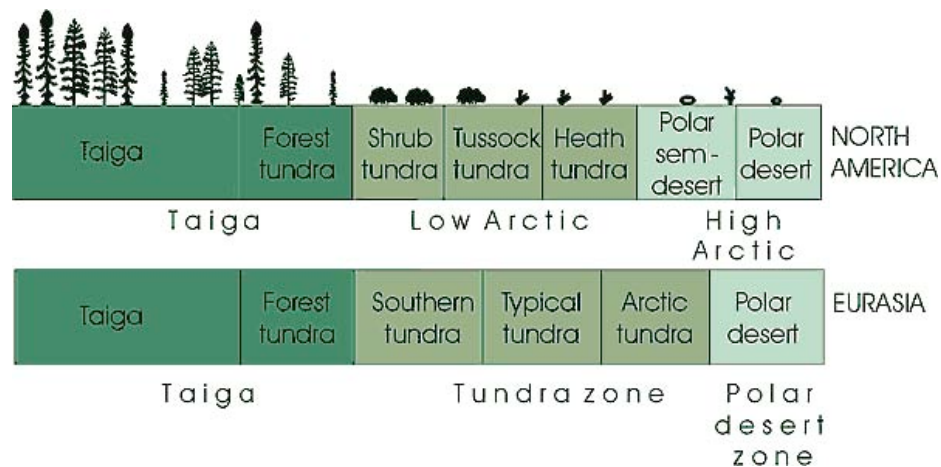 Taiga
Forest
tundra
Shrub
tundra
Tussock
tundra
Heath
tundra
Polar
sem-
desert
Polar
desert
NORTH
AMERICA
Taiga
Low Arctic
High
Arctic
Taiga
Forest
tundra
Southern
tundra
Typical
tundra
Arctic
tundra
Polar
desert
EURASIA
Taiga
Tundra zone
Polar
desert
zone